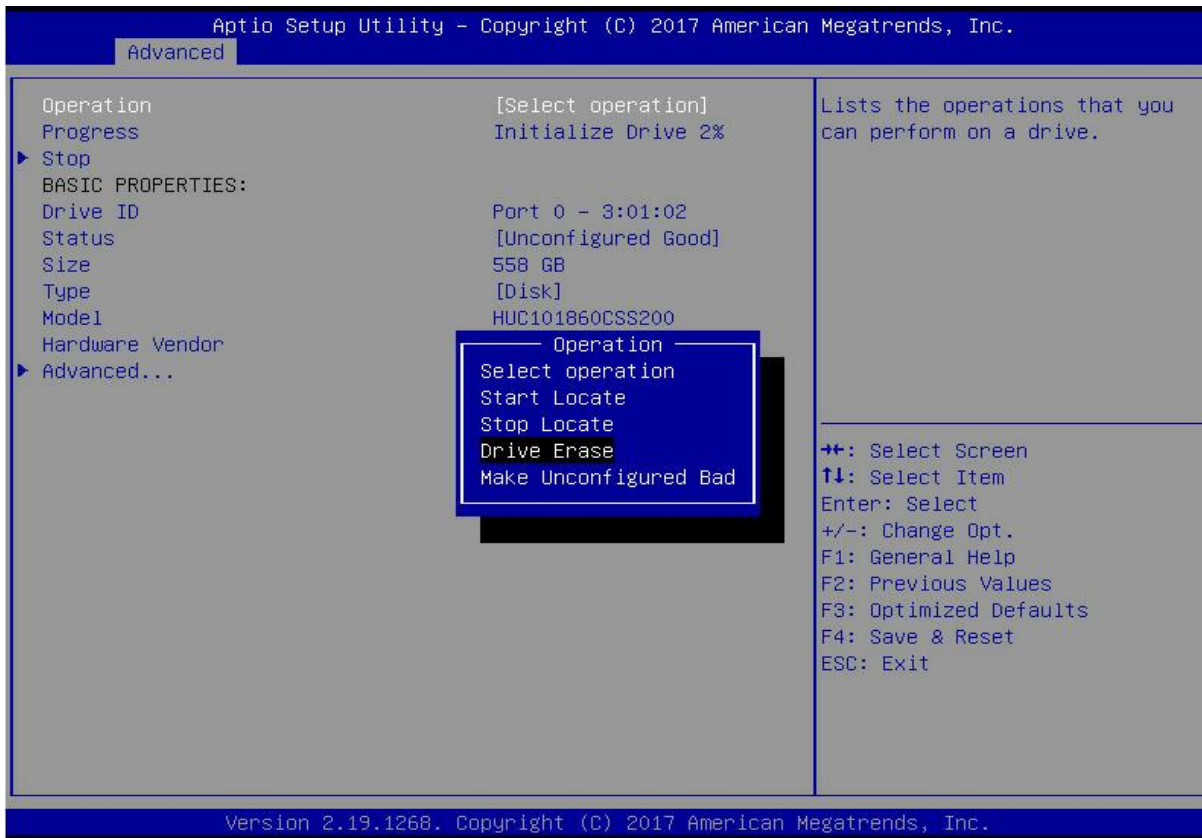 Aptio Setup Utility – Copyright (C) 2017 American Megatrends, Inc.
Advanced
Operation [Select operation]
Progress Initialize Drive 2%
Stop
BASIC PROPERTIES:
Drive ID Port 0 – 3:01:02
Status [Unconfigured Good]
Size 558 GB
Type [Disk]
Model HUC101860CSS200
Hardware Vendor
Advanced...
Operation
Select operation
Start Locate
Stop Locate
Drive Erase
Make Unconfigured Bad
Lists the operations that you
can perform on a drive.
→←: Select Screen
↑↓: Select Item
Enter: Select
+/-: Change Opt.
F1: General Help
F2: Previous Values
F3: Optimized Defaults
F4: Save & Reset
ESC: Exit
Version 2.19.1268. Copyright (C) 2017 American Megatrends, Inc.